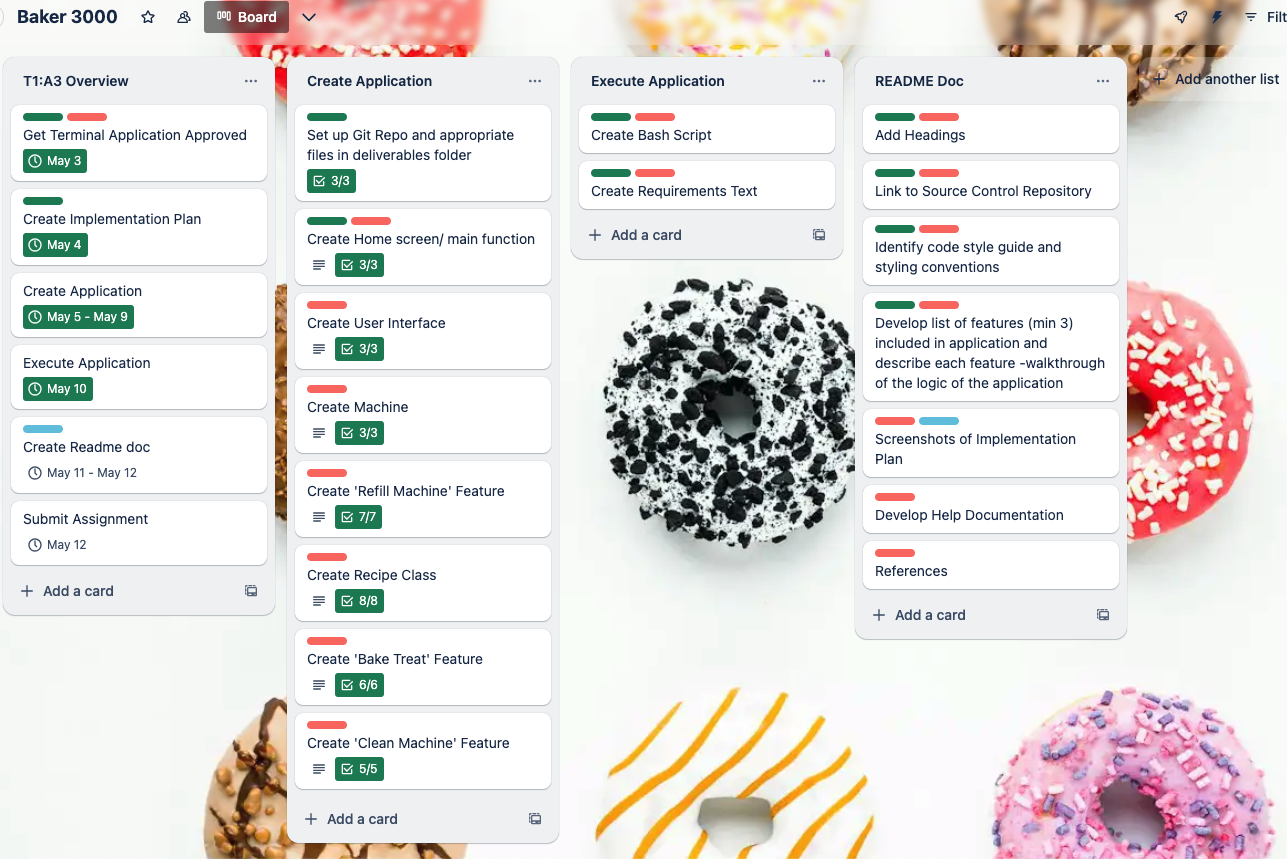 Baker 3000
Board
Filt
T1:A3 Overview
Get Terminal Application Approved
May 3
Create Implementation Plan
May 4
Create Application
May 5 - May 9
Execute Application
May 10
Create Readme doc
May 11 - May 12
Submit Assignment
May 12
+ Add a card
Create Application
Set up Git Repo and appropriate
files in deliverables folder
3/3
Create Home screen/ main function
3/3
Create User Interface
3/3
Create Machine
3/3
Create 'Refill Machine' Feature
7/7
Create Recipe Class
8/8
Create 'Bake Treat' Feature
6/6
Create 'Clean Machine' Feature
5/5
+ Add a card
Execute Application
Create Bash Script
Create Requirements Text
+ Add a card
README Doc
Add Headings
Link to Source Control Repository
Identify code style guide and
styling conventions
Develop list of features (min 3)
included in application and
describe each feature -walkthrough
of the logic of the application
Screenshots of Implementation
Plan
Develop Help Documentation
References
+ Add a card
+ Add another list